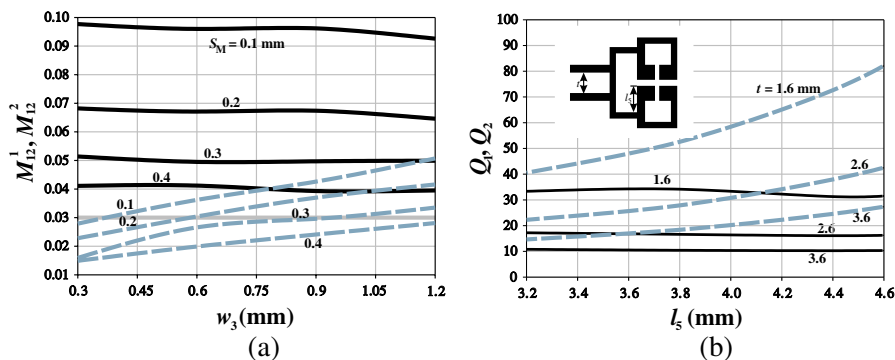 0.10
0.09
0.08
0.07
0.06
0.05
0.04
0.03
0.02
0.01
M¹₁₂, M²₁₂
S_M = 0.1 mm
0.2
0.3
0.4
0.1
0.2
0.3
0.4
0.3 0.45 0.6 0.75 0.9 1.05 1.2
w₃ (mm)
(a)
100
90
80
70
60
50
40
30
20
10
0
Q₁, Q₂
t
l₅
t = 1.6 mm
2.6
1.6
3.6
2.6
3.6
3.2 3.4 3.6 3.8 4.0 4.2 4.4 4.6
l₅ (mm)
(b)